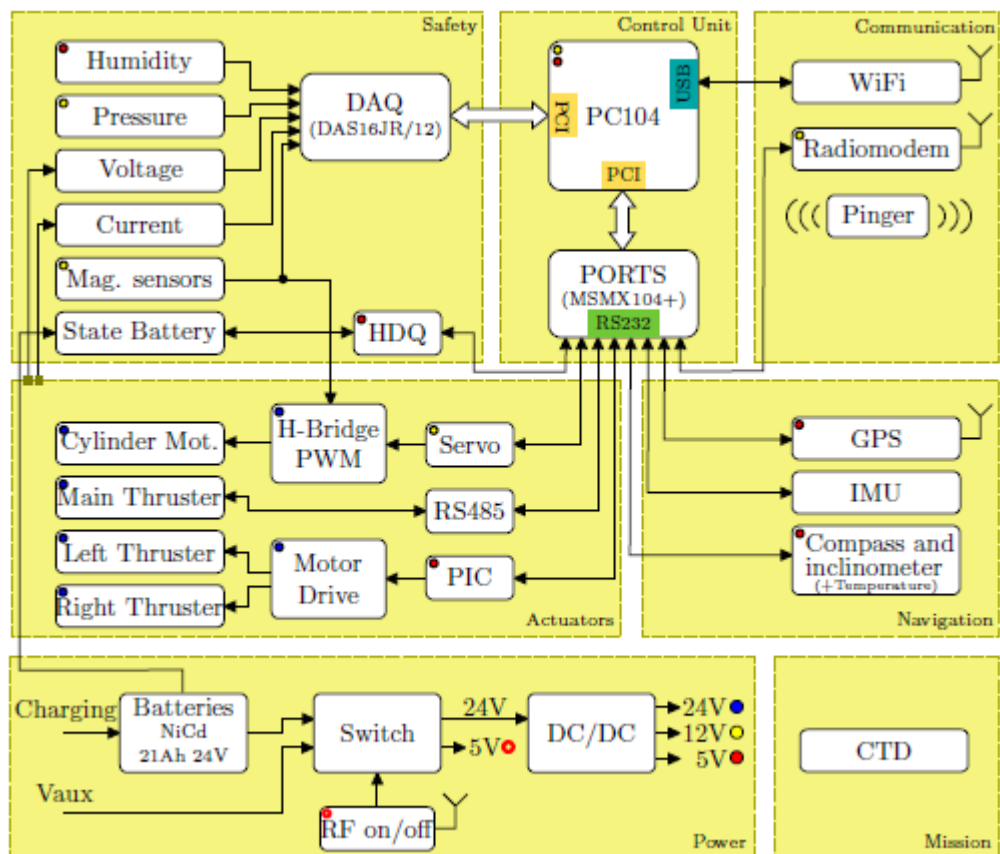 Safety
Humidity
Pressure
Voltage
Current
Mag. sensors
State Battery
DAQ
(DAS16JR/12)
HDQ
Control Unit
PC104
USB
PCI
PCI
PORTS
(MSMX104+)
RS232
Communication
WiFi
Radiomodem
Pinger
Cylinder Mot.
Main Thruster
Left Thruster
Right Thruster
H-Bridge
PWM
Motor
Drive
Servo
RS485
PIC
Actuators
GPS
IMU
Compass and
inclinometer
(+Temperature)
Navigation
Charging
Vaux
Batteries
NiCd
21Ah 24V
Switch
RF on/off
24V
5V
DC/DC
24V
12V
5V
Power
CTD
Mission